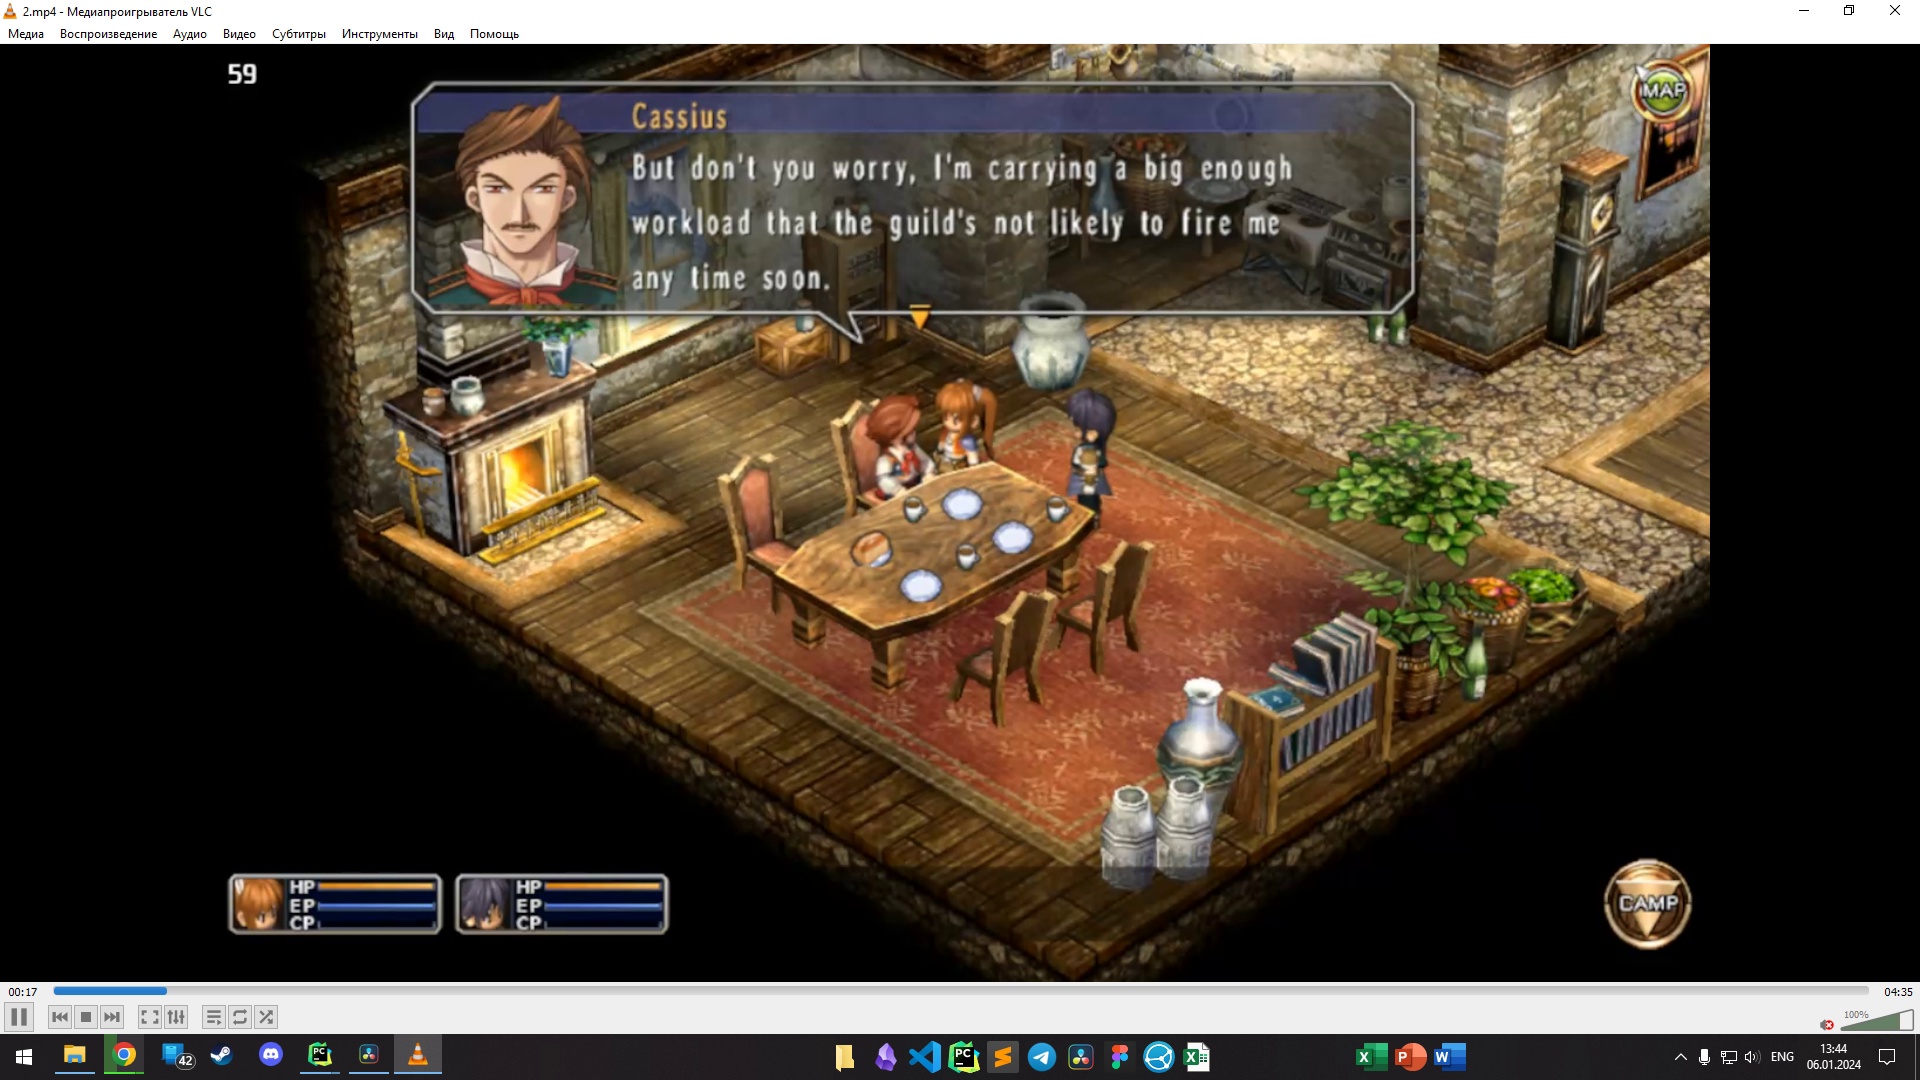 2.mp4 - Медиапроигрыватель VLC
Медиа Воспроизведение Аудио Видео Субтитры Инструменты Вид Помощь
59
MAP
Cassius
But don't you worry, I'm carrying a big enough
workload that the guild's not likely to fire me
any time soon.
HP
EP
CP
HP
EP
CP
CAMP
00:17
04:35
100%
42
PC
PC
X
P
W
ENG
13:44
06.01.2024